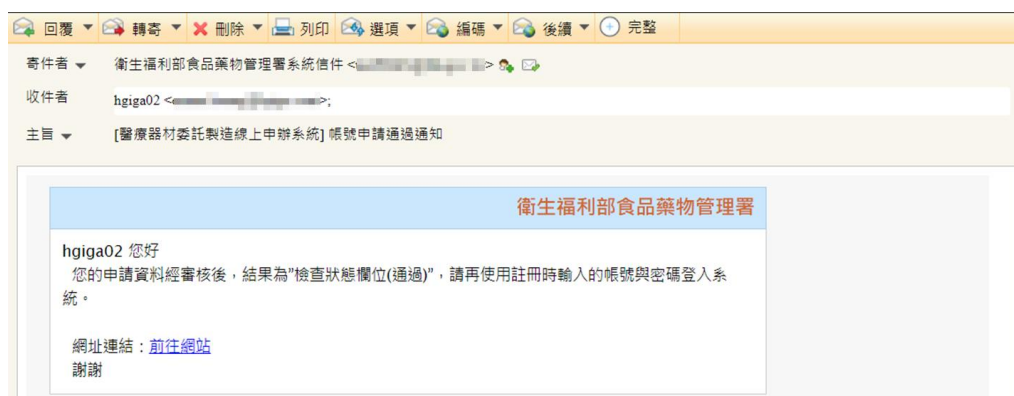 回覆 轉寄 刪除 列印 選項 編碼 後續 完整
寄件者 衛生福利部食品藥物管理署系統信件 < >
收件者 hgiga02 < >;
主旨 [醫療器材委託製造線上申辦系統] 帳號申請通過通知
衛生福利部食品藥物管理署
hgiga02 您好
您的申請資料經審核後，結果為"檢查狀態欄位(通過)"，請再使用註冊時輸入的帳號與密碼登入系
統。
網址連結：前往網站
謝謝